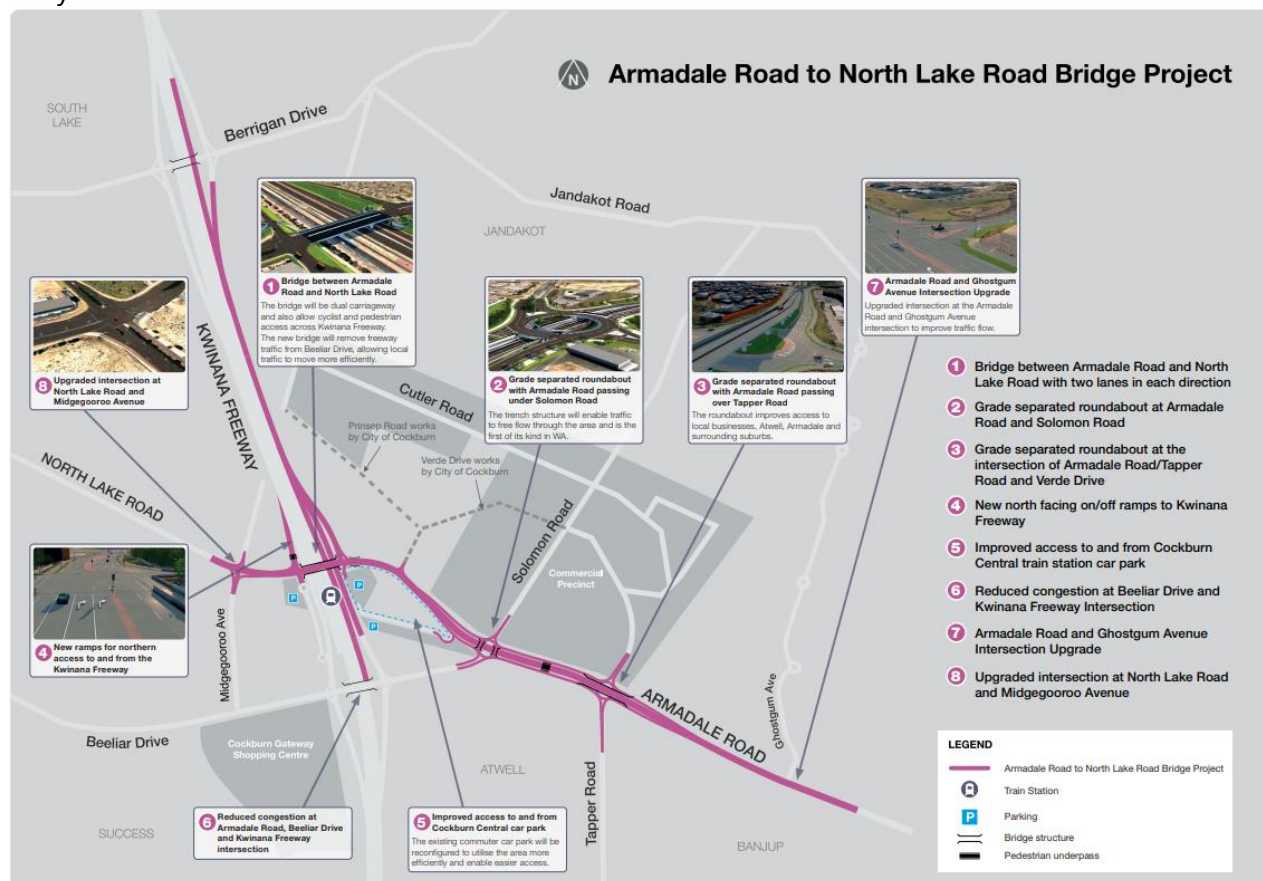 Armadale Road to North Lake Road Bridge Project
N
SOUTH
LAKE
Berrigan Drive
Jandakot Road
JANDAKOT
1 Bridge between Armadale
Road and North Lake Road
The bridge will be dual carriageway
and also allow cyclist and pedestrian
access across Kwinana Freeway.
The new bridge will remove freeway
traffic from Beeliar Drive, allowing local
traffic to move more efficiently.
7 Armadale Road and Ghostgum
Avenue Intersection Upgrade
Upgraded intersection at the Armadale
Road and Ghostgum Avenue
intersection to improve traffic flow.
8 Upgraded intersection at
North Lake Road and
Midgegooroo Avenue
2 Grade separated roundabout
with Armadale Road passing
under Solomon Road
The trench structure will enable traffic
to free flow through the area and is the
first of its kind in WA.
3 Grade separated roundabout
with Armadale Road passing
over Tapper Road
The roundabout improves access to
local businesses, Atwell, Armadale and
surrounding suburbs.
KWINANA FREEWAY
Cutler Road
Prinsep Road works
by City of Cockburn
Verde Drive works
by City of Cockburn
NORTH LAKE ROAD
Solomon Road
Commercial
Precinct
P
P
4 New ramps for northern
access to and from the
Kwinana Freeway
Midgegooroo Ave
ARMADALE ROAD
Ghostgum Ave
Beeliar Drive
Cockburn Gateway
Shopping Centre
ATWELL
Tapper Road
SUCCESS
BANJUP
6 Reduced congestion at
Armadale Road, Beeliar Drive
and Kwinana Freeway
intersection
5 Improved access to and from
Cockburn Central car park
The existing commuter car park will be
reconfigured to utilise the area more
efficiently and enable easier access.
1 Bridge between Armadale Road and North
Lake Road with two lanes in each direction
2 Grade separated roundabout at Armadale
Road and Solomon Road
3 Grade separated roundabout at the
intersection of Armadale Road/Tapper
Road and Verde Drive
4 New north facing on/off ramps to Kwinana
Freeway
5 Improved access to and from Cockburn
Central train station car park
6 Reduced congestion at Beeliar Drive and
Kwinana Freeway Intersection
7 Armadale Road and Ghostgum Avenue
Intersection Upgrade
8 Upgraded intersection at North Lake Road
and Midgegooroo Avenue
LEGEND
Armadale Road to North Lake Road Bridge Project
Train Station
P Parking
Bridge structure
Pedestrian underpass